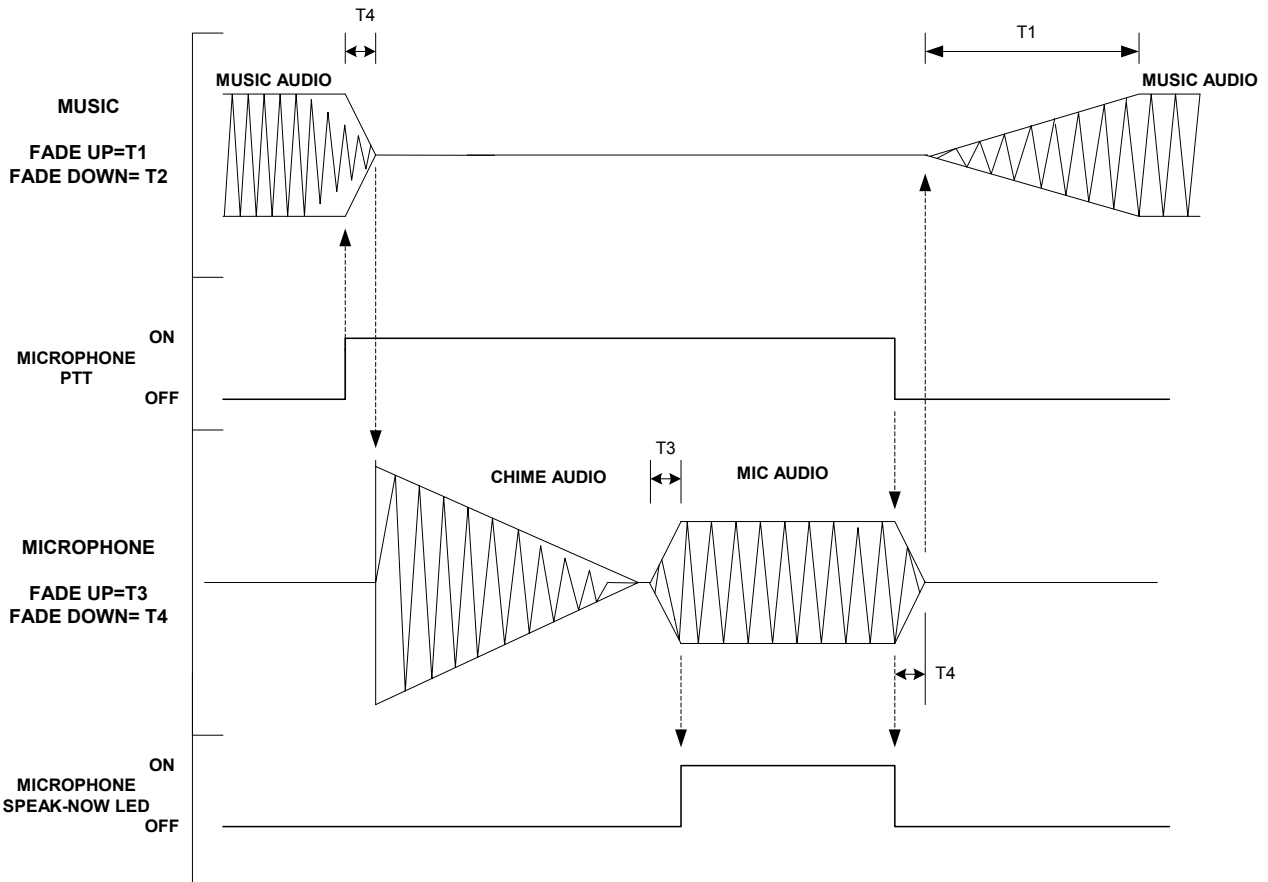 T4
T1
MUSIC AUDIO
MUSIC AUDIO
MUSIC
FADE UP=T1
FADE DOWN= T2
ON
MICROPHONE
PTT
OFF
T3
CHIME AUDIO
MIC AUDIO
MICROPHONE
FADE UP=T3
FADE DOWN= T4
T4
ON
MICROPHONE
SPEAK-NOW LED
OFF